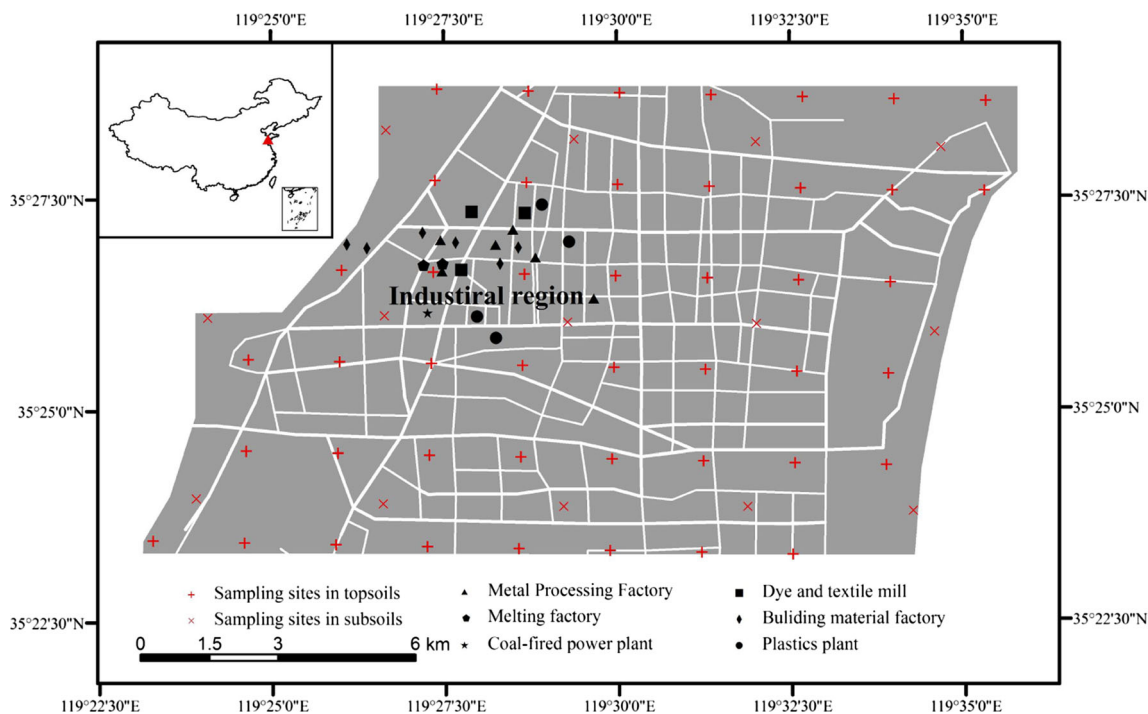 119°25'0"E 119°27'30"E 119°30'0"E 119°32'30"E 119°35'0"E
35°27'30"N 35°27'30"N
Industiral region
35°25'0"N 35°25'0"N
Sampling sites in topsoils Metal Processing Factory Dye and textile mill
Sampling sites in subsoils Melting factory Buliding material factory
35°22'30"N 35°22'30"N
0 1.5 3 6 km Coal-fired power plant Plastics plant
119°22'30"E 119°25'0"E 119°27'30"E 119°30'0"E 119°32'30"E 119°35'0"E